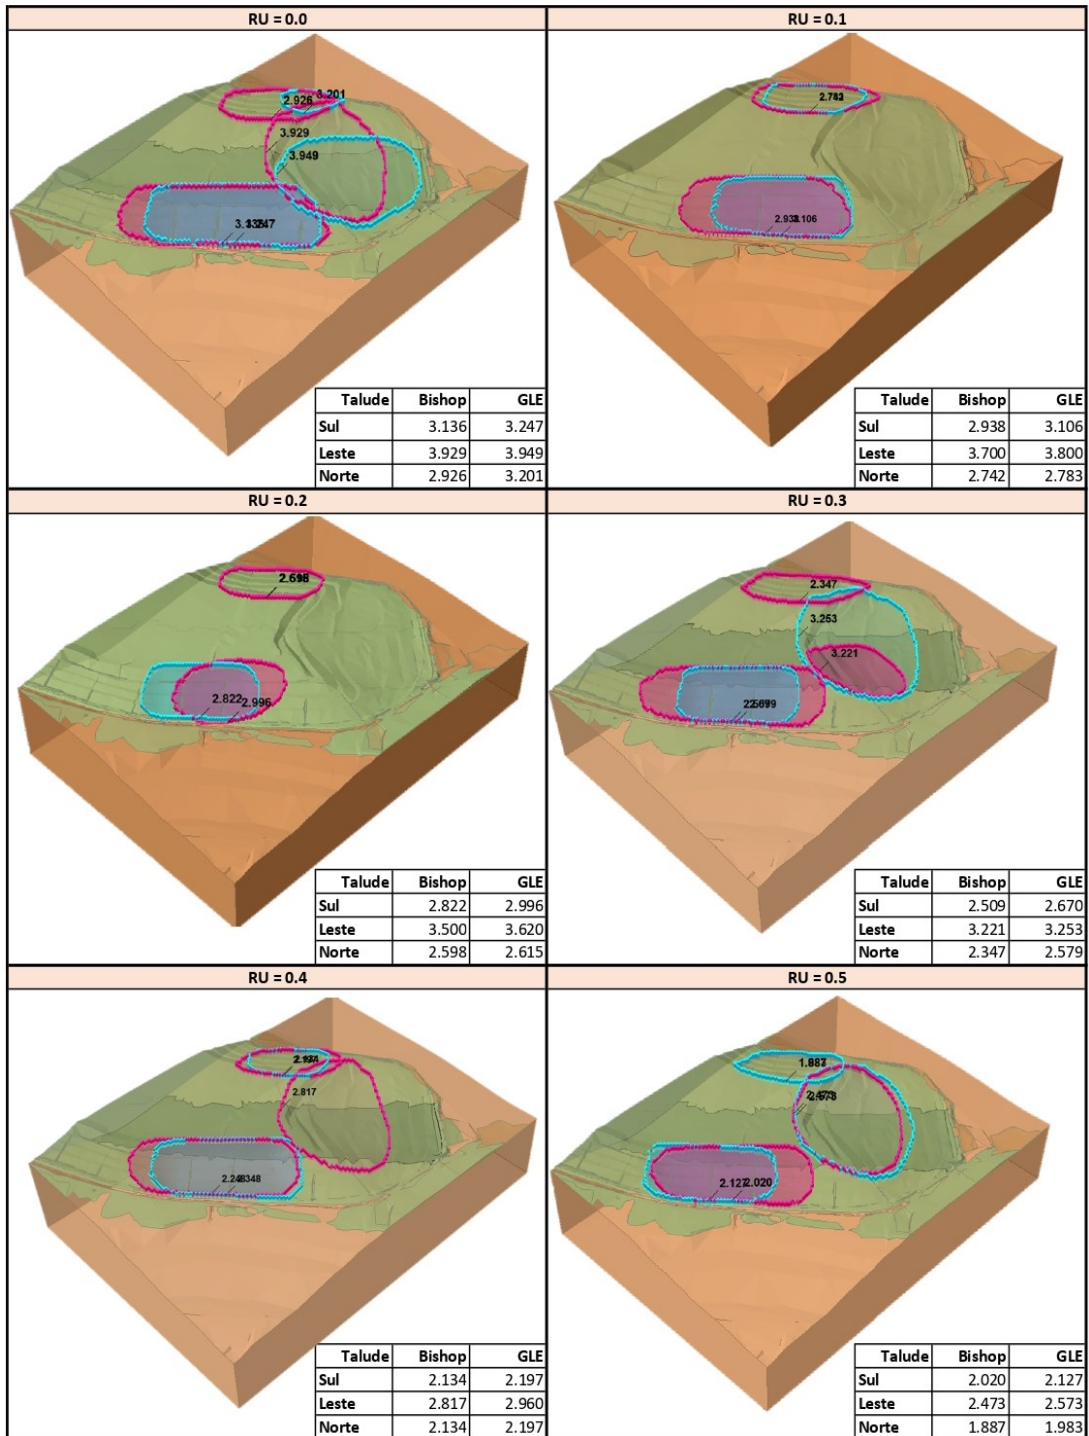 RU = 0.0
RU = 0.1
2.926
3.201
3.929
3.949
Talude Bishop GLE
Sul 3.136 3.247
Leste 3.929 3.949
Norte 2.926 3.201
Talude Bishop GLE
Sul 2.938 3.106
Leste 3.700 3.800
Norte 2.742 2.783
RU = 0.2
RU = 0.3
2.822
2.996
Talude Bishop GLE
Sul 2.822 2.996
Leste 3.500 3.620
Norte 2.598 2.615
2.347
3.253
3.221
Talude Bishop GLE
Sul 2.509 2.670
Leste 3.221 3.253
Norte 2.347 2.579
RU = 0.4
RU = 0.5
2.817
Talude Bishop GLE
Sul 2.134 2.197
Leste 2.817 2.960
Norte 2.134 2.197
2.127
2.020
Talude Bishop GLE
Sul 2.020 2.127
Leste 2.473 2.573
Norte 1.887 1.983